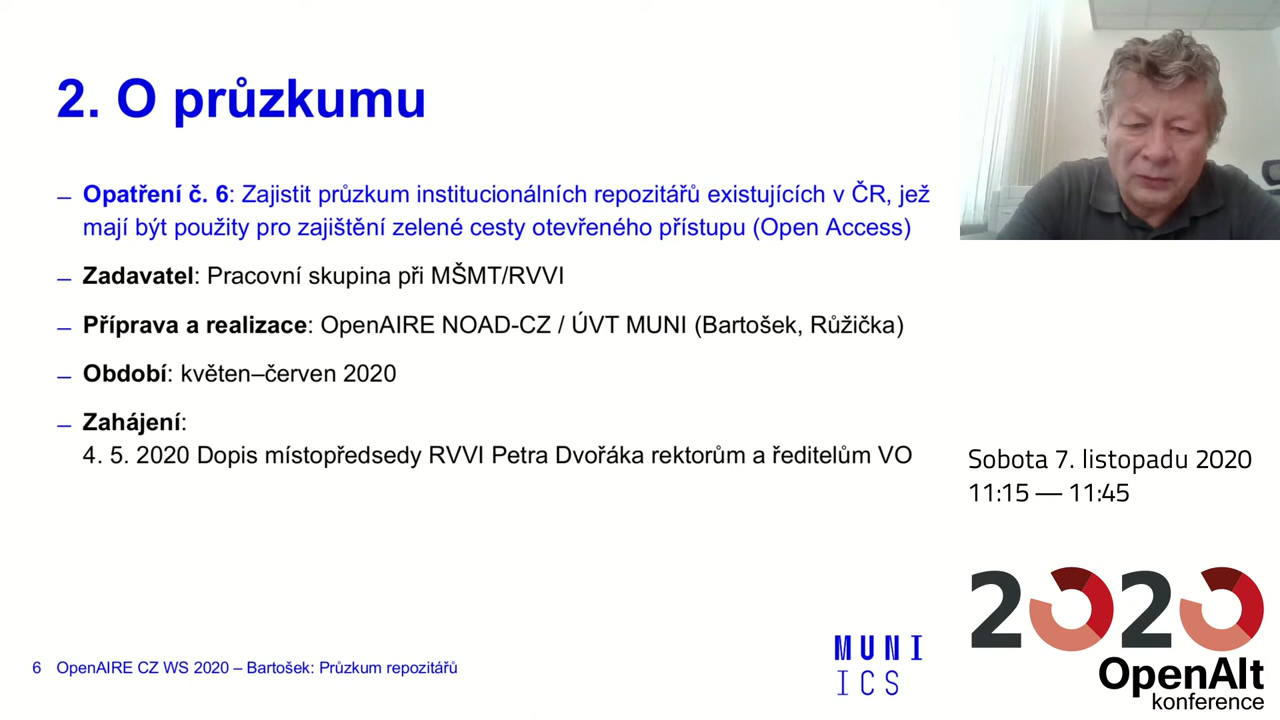 2. O průzkumu
– Opatření č. 6: Zajistit průzkum institucionálních repozitářů existujících v ČR, jež
mají být použity pro zajištění zelené cesty otevřeného přístupu (Open Access)
– Zadavatel: Pracovní skupina při MŠMT/RVVI
– Příprava a realizace: OpenAIRE NOAD-CZ / ÚVT MUNI (Bartošek, Růžička)
– Období: květen–červen 2020
– Zahájení:
4. 5. 2020 Dopis místopředsedy RVVI Petra Dvořáka rektorům a ředitelům VO
Sobota 7. listopadu 2020
11:15 — 11:45
2020
OpenAlt
konference
MUNI
ICS
6 OpenAIRE CZ WS 2020 – Bartošek: Průzkum repozitářů